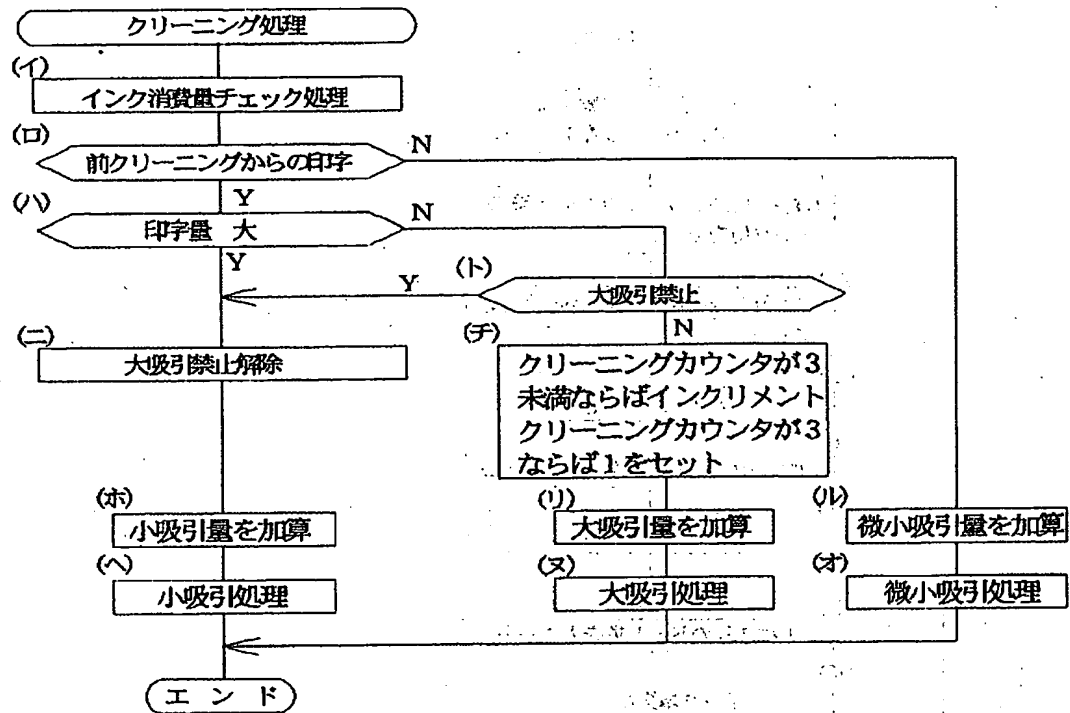 クリーニング処理
(イ)
インク消費量チェック処理
(ロ)
前クリーニングからの印字
N
Y
(ハ)
印字量 大
N
Y
(ト)
Y
大吸引禁止
N
(ニ)
大吸引禁止解除
(チ)
クリーニングカウンタが3
未満ならばインクリメント
クリーニングカウンタが3
ならば1をセット
(ホ)
小吸引量を加算
(リ)
大吸引量を加算
(ル)
微小吸引量を加算
(ヘ)
小吸引処理
(ヌ)
大吸引処理
(オ)
微小吸引処理
エンド